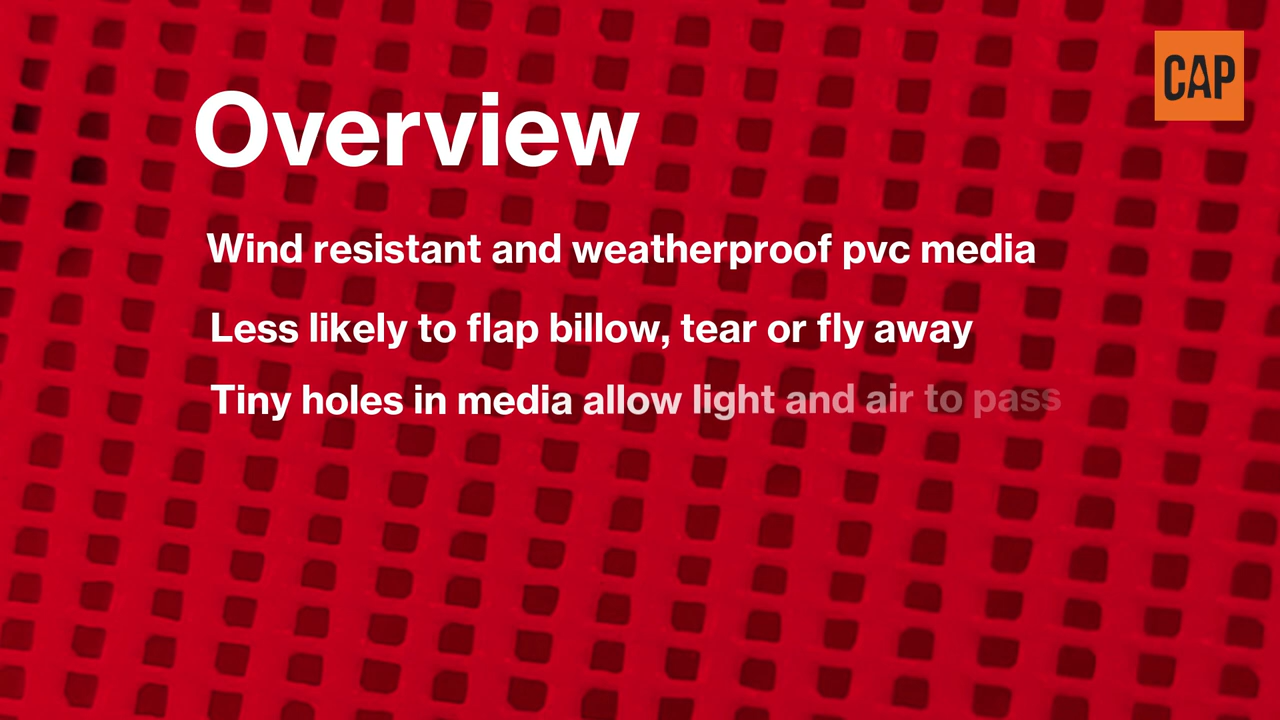 CAP
Overview
Wind resistant and weatherproof pvc media
Less likely to flap billow, tear or fly away
Tiny holes in media allow light and air to pass